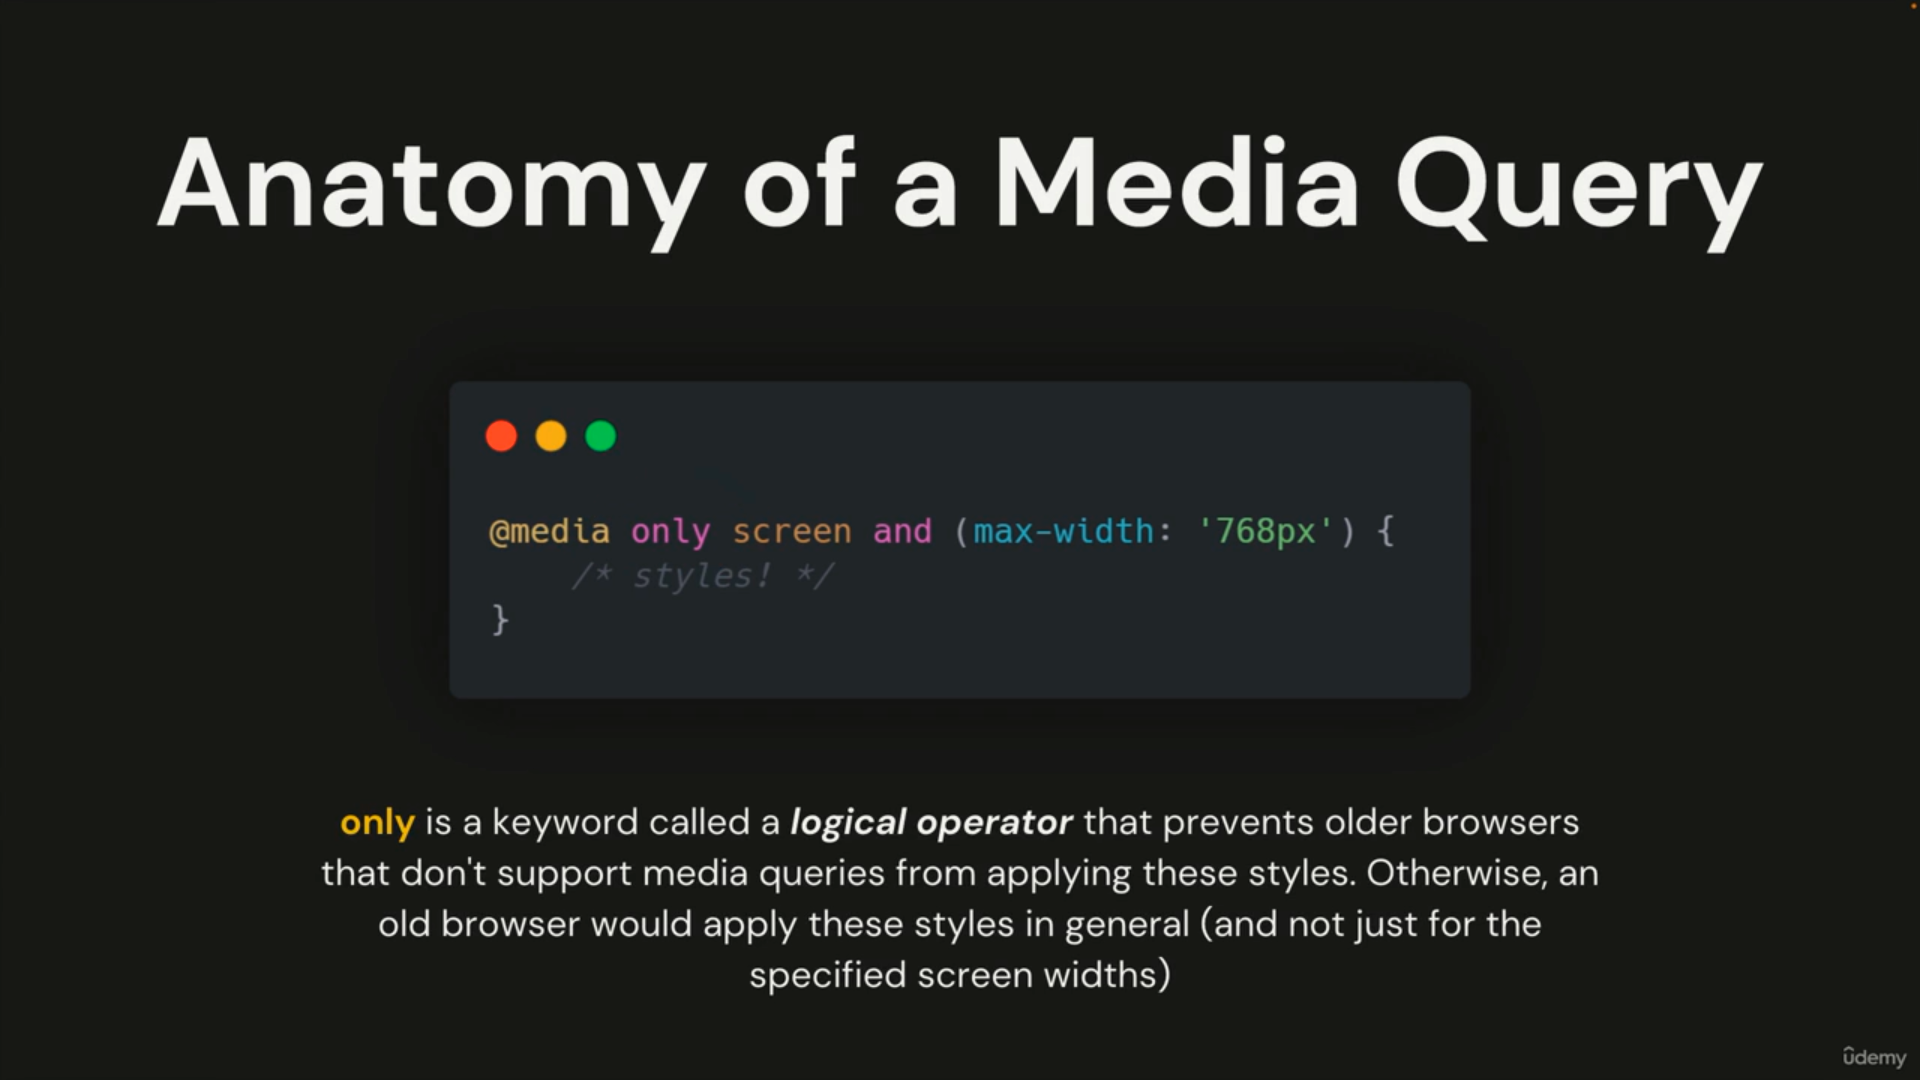 Anatomy of a Media Query
@media only screen and (max-width: '768px') {
/* styles! */
}
only is a keyword called a logical operator that prevents older browsers
that don't support media queries from applying these styles. Otherwise, an
old browser would apply these styles in general (and not just for the
specified screen widths)
ûdemy